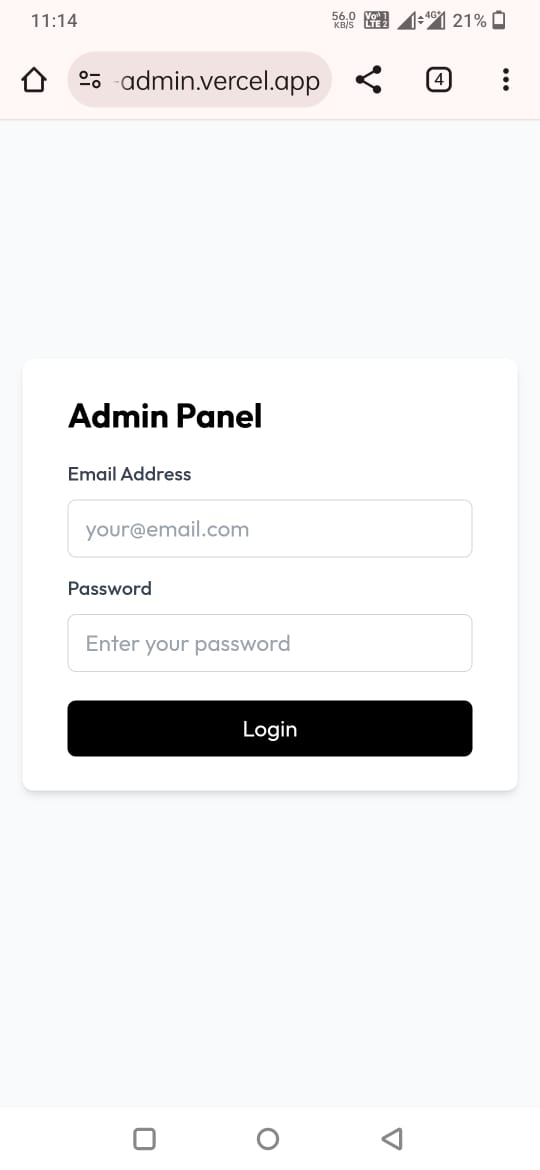 11:14
56.0
KB/S
Vo 1
LTE 2
4G+
21%
-admin.vercel.app
4
Admin Panel
Email Address
your@email.com
Password
Enter your password
Login